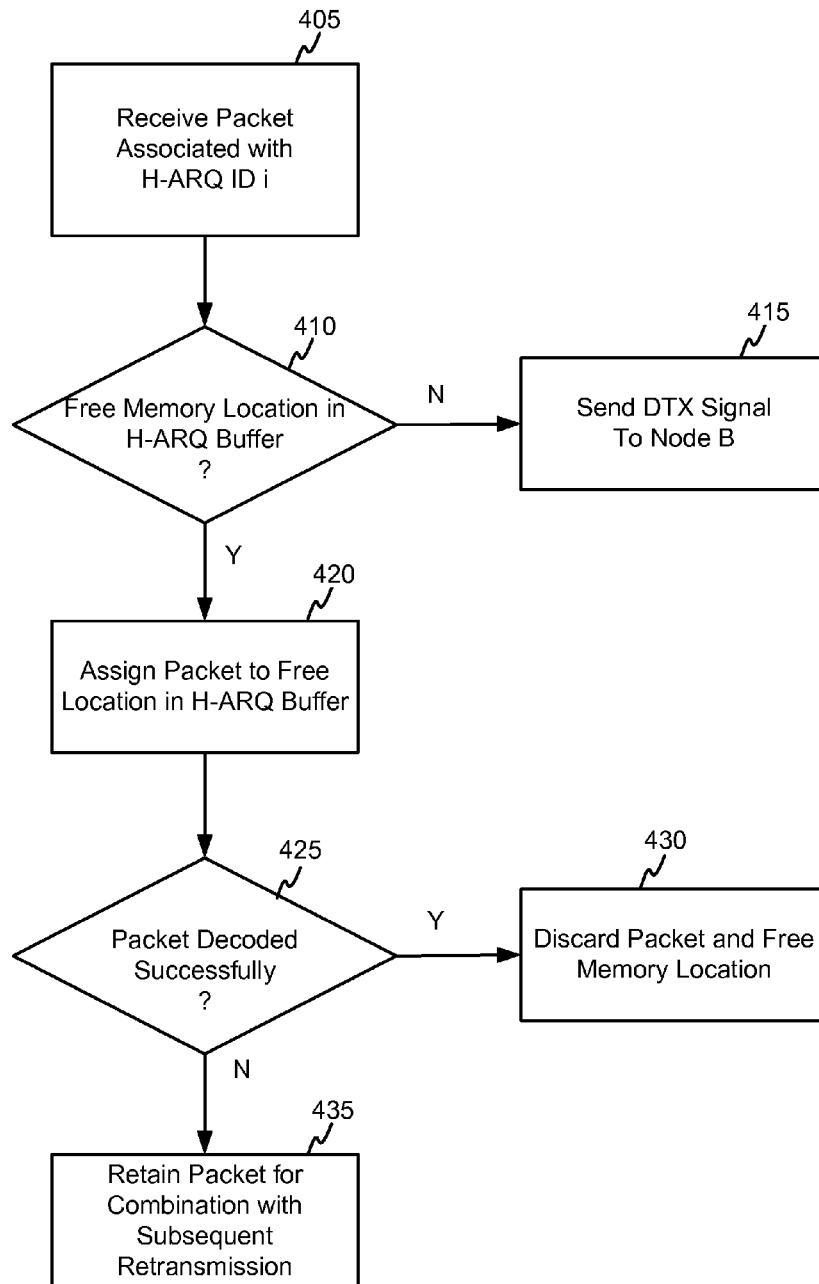 405
Receive Packet
Associated with
H-ARQ ID i
410
Free Memory Location in
H-ARQ Buffer
?
N
415
Send DTX Signal
To Node B
Y
420
Assign Packet to Free
Location in H-ARQ Buffer
425
Packet Decoded
Successfully
?
Y
430
Discard Packet and Free
Memory Location
N
435
Retain Packet for
Combination with
Subsequent
Retransmission